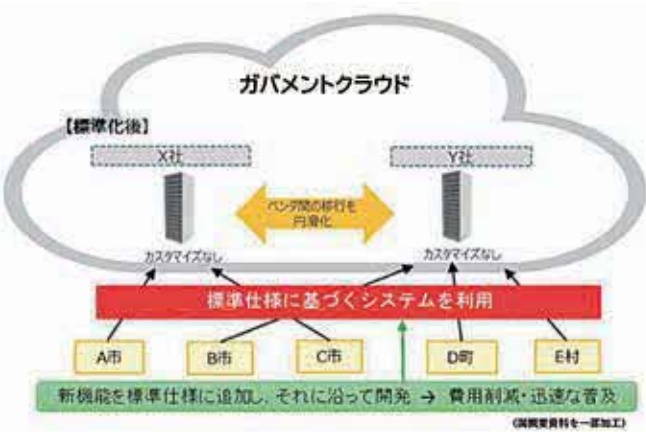 ガバメントクラウド
【標準化後】
X社
Y社
ベンダ間の移行を
円滑化
カスタマイズなし
カスタマイズなし
標準仕様に基づくシステムを利用
A市
B市
C市
D町
E村
新機能を標準仕様に追加し、それに沿って開発 → 費用削減・迅速な普及